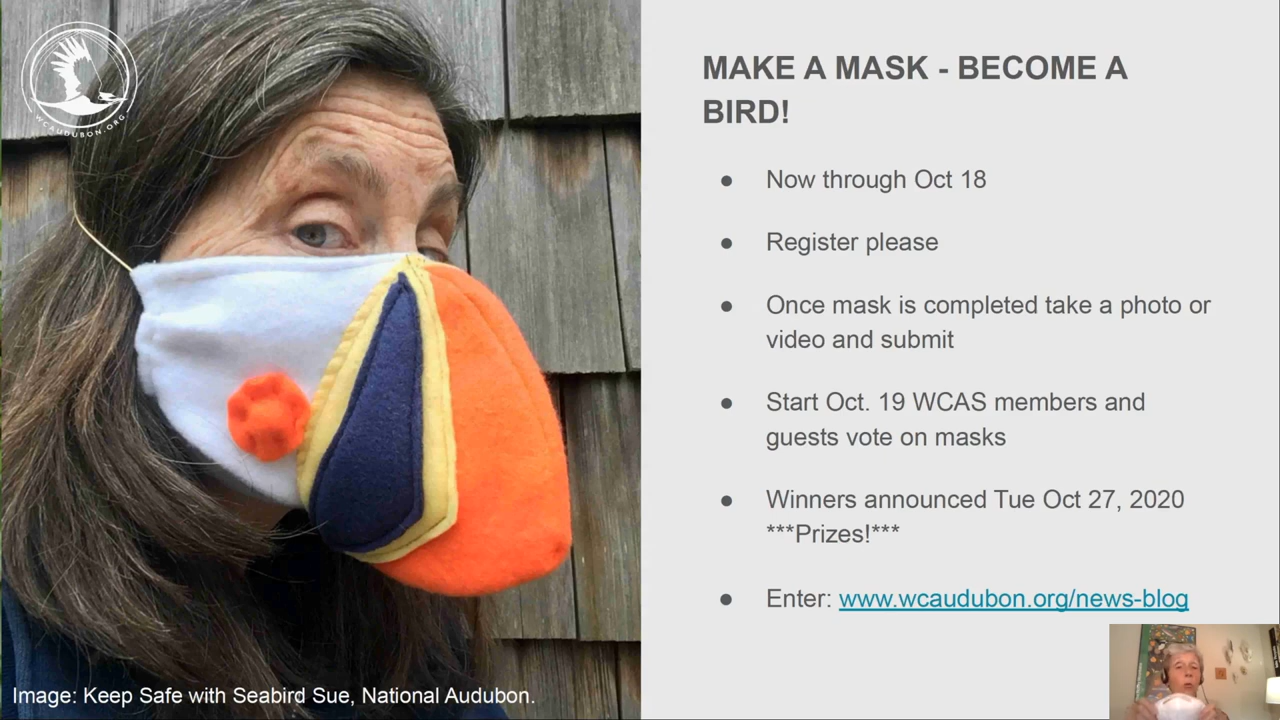 WCAUDUBON.ORG
MAKE A MASK - BECOME A
BIRD!
● Now through Oct 18
● Register please
● Once mask is completed take a photo or
video and submit
● Start Oct. 19 WCAS members and
guests vote on masks
● Winners announced Tue Oct 27, 2020
***Prizes!***
● Enter: www.wcaudubon.org/news-blog
Image: Keep Safe with Seabird Sue, National Audubon.